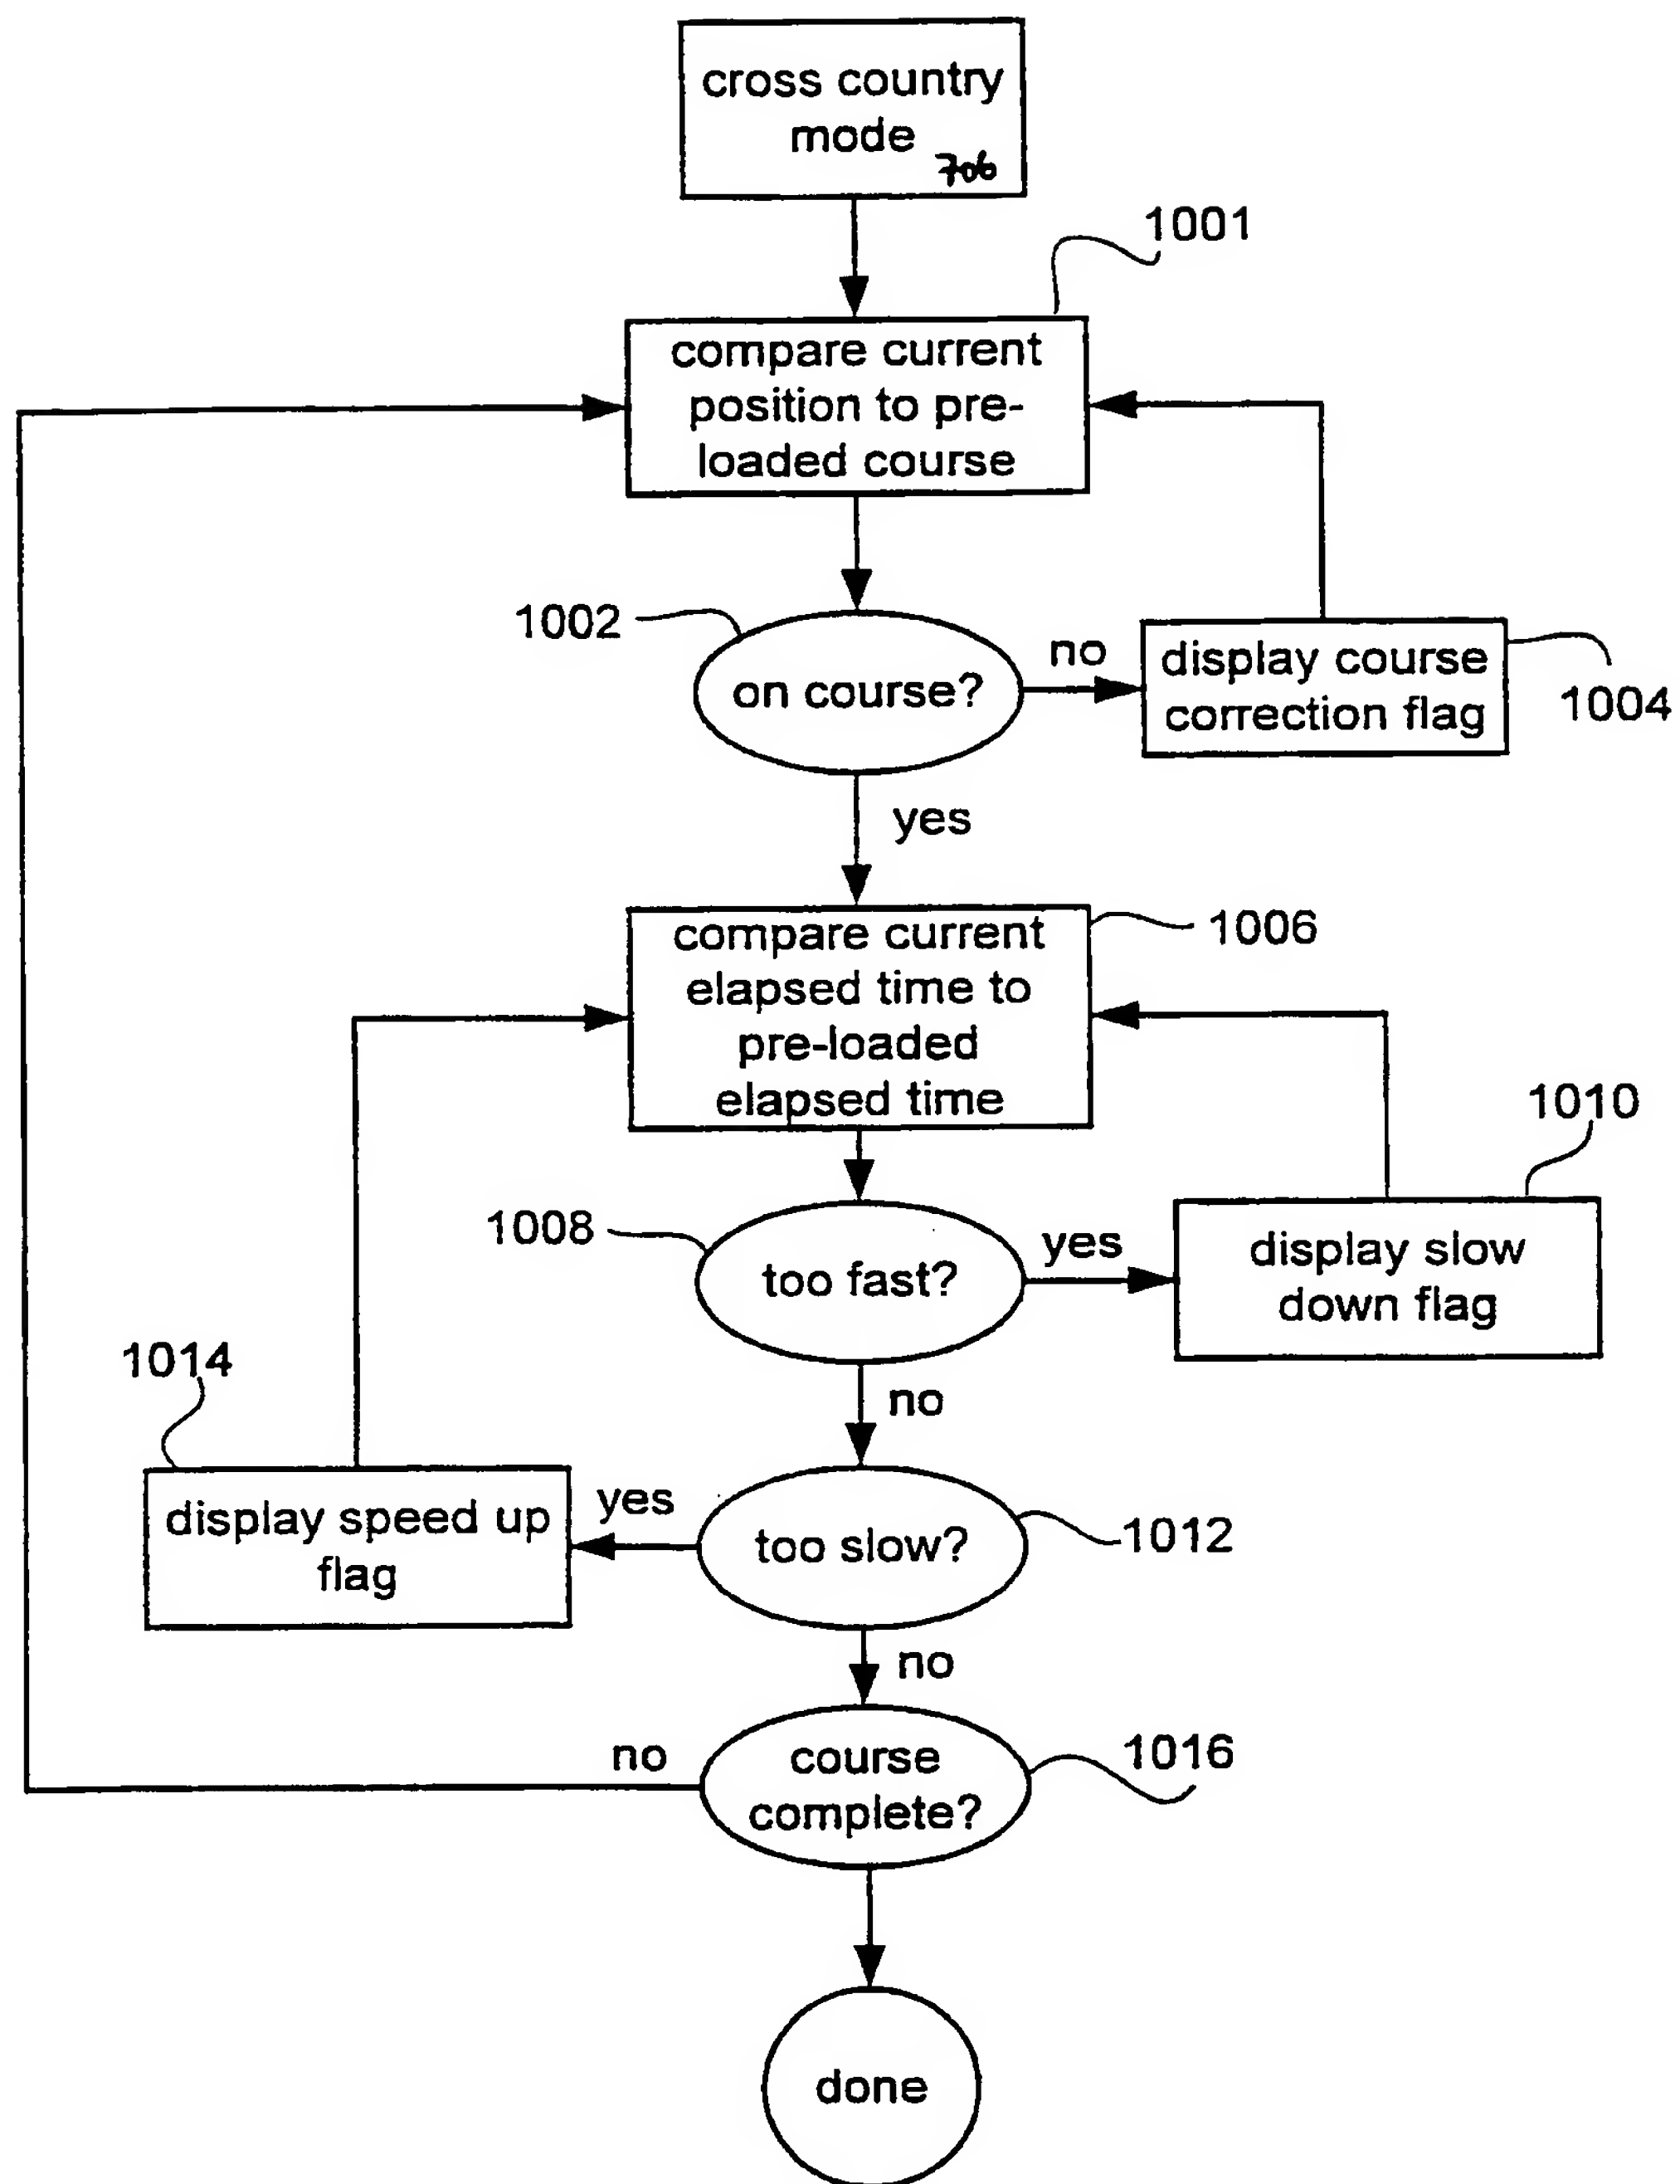 cross country
mode
706
1001
compare current
position to pre-
loaded course
1002
on course?
no
display course
correction flag
1004
yes
compare current
elapsed time to
pre-loaded
elapsed time
1006
1008
too fast?
yes
display slow
down flag
1010
no
1014
display speed up
flag
yes
too slow?
1012
no
no
course
complete?
1016
done